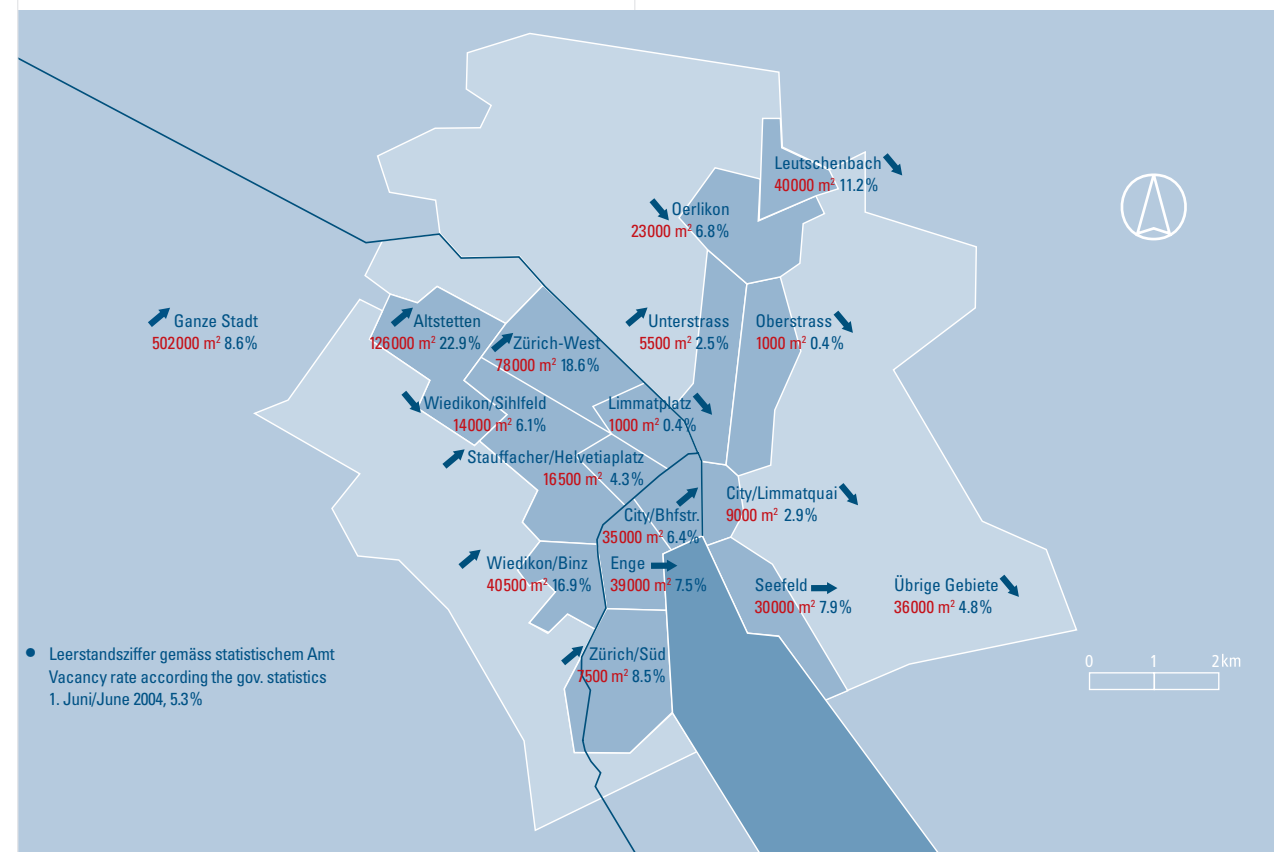 Leutschenbach
40000 m² 11.2%
Oerlikon
23000 m² 6.8%
Ganze Stadt
502000 m² 8.6%
Altstetten
126000 m² 22.9%
Zürich-West
78000 m² 18.6%
Unterstrass
5500 m² 2.5%
Oberstrass
1000 m² 0.4%
Wiedikon/Sihlfeld
14000 m² 6.1%
Limmatplatz
1000 m² 0.4%
Stauffacher/Helvetiaplatz
16500 m² 4.3%
City/Bhfstr.
35000 m² 6.4%
City/Limmatquai
9000 m² 2.9%
Wiedikon/Binz
40500 m² 16.9%
Enge
39000 m² 7.5%
Seefeld
30000 m² 7.9%
Übrige Gebiete
36000 m² 4.8%
Zürich/Süd
7500 m² 8.5%
• Leerstandsziffer gemäss statistischem Amt
Vacancy rate according the gov. statistics
1. Juni/June 2004, 5.3%
0 1 2km